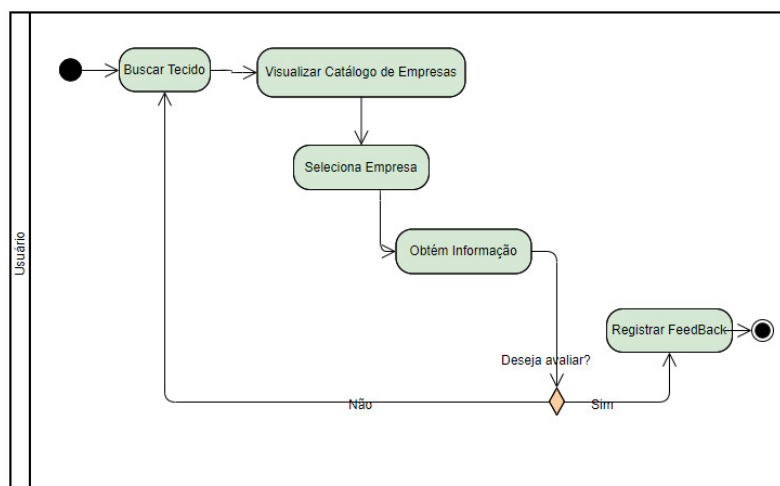 Usuário
Buscar Tecido
Visualizar Catálogo de Empresas
Seleciona Empresa
Obtém Informação
Registrar FeedBack
Deseja avaliar?
Não
Sim